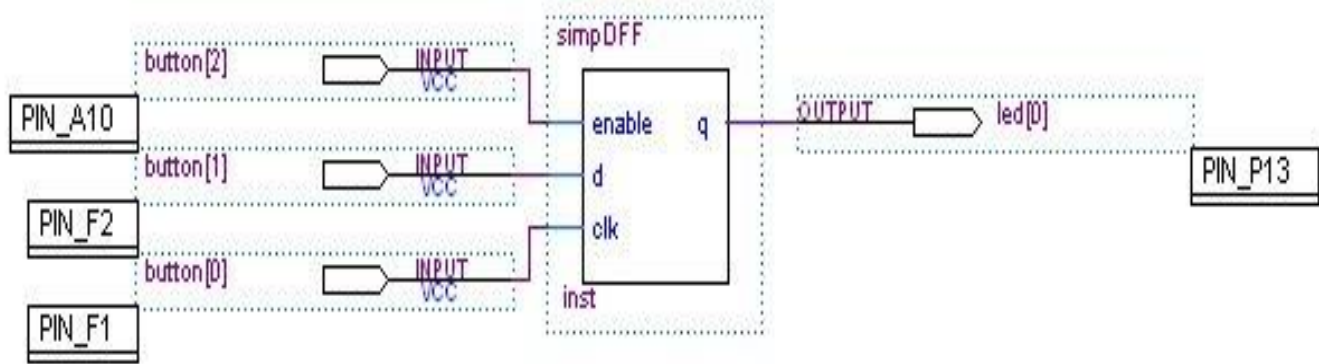 simpDFF
button[2]
INPUT
VCC
PIN_A10
enable
q
OUTPUT
led[0]
button[1]
INPUT
VCC
d
PIN_P13
PIN_F2
clk
button[0]
INPUT
VCC
inst
PIN_F1